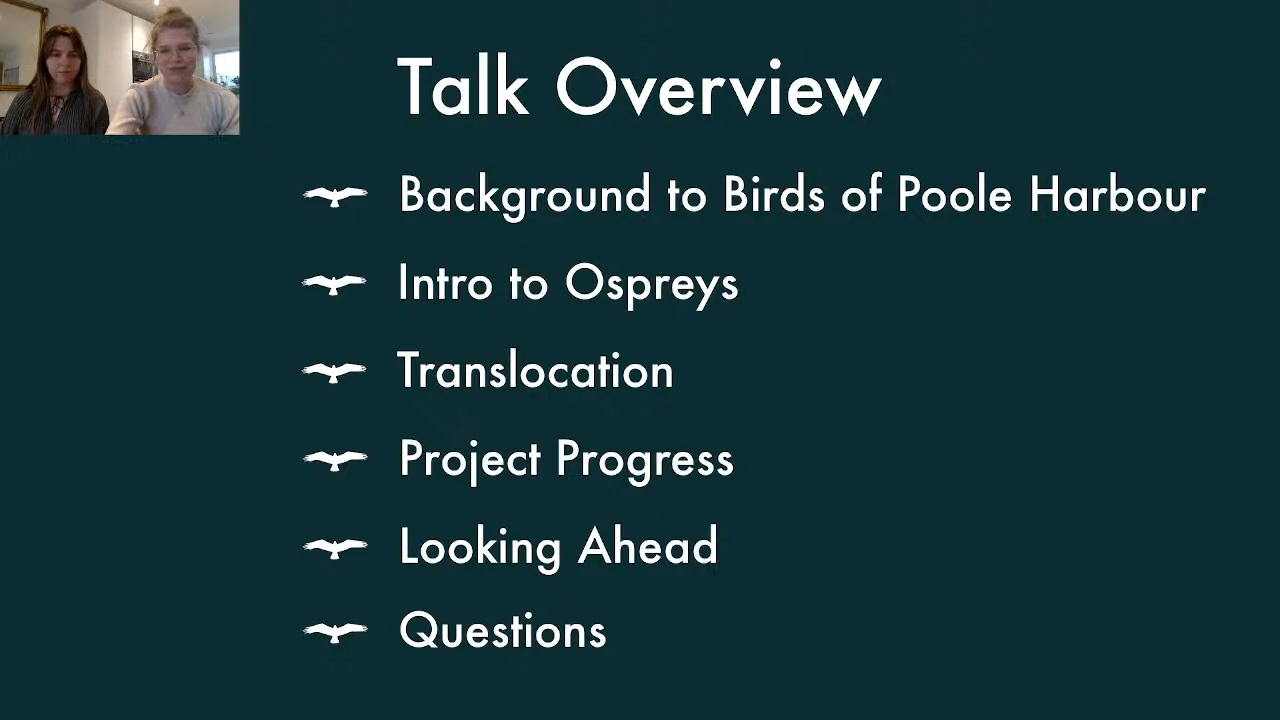 Talk Overview
Background to Birds of Poole Harbour
Intro to Ospreys
Translocation
Project Progress
Looking Ahead
Questions